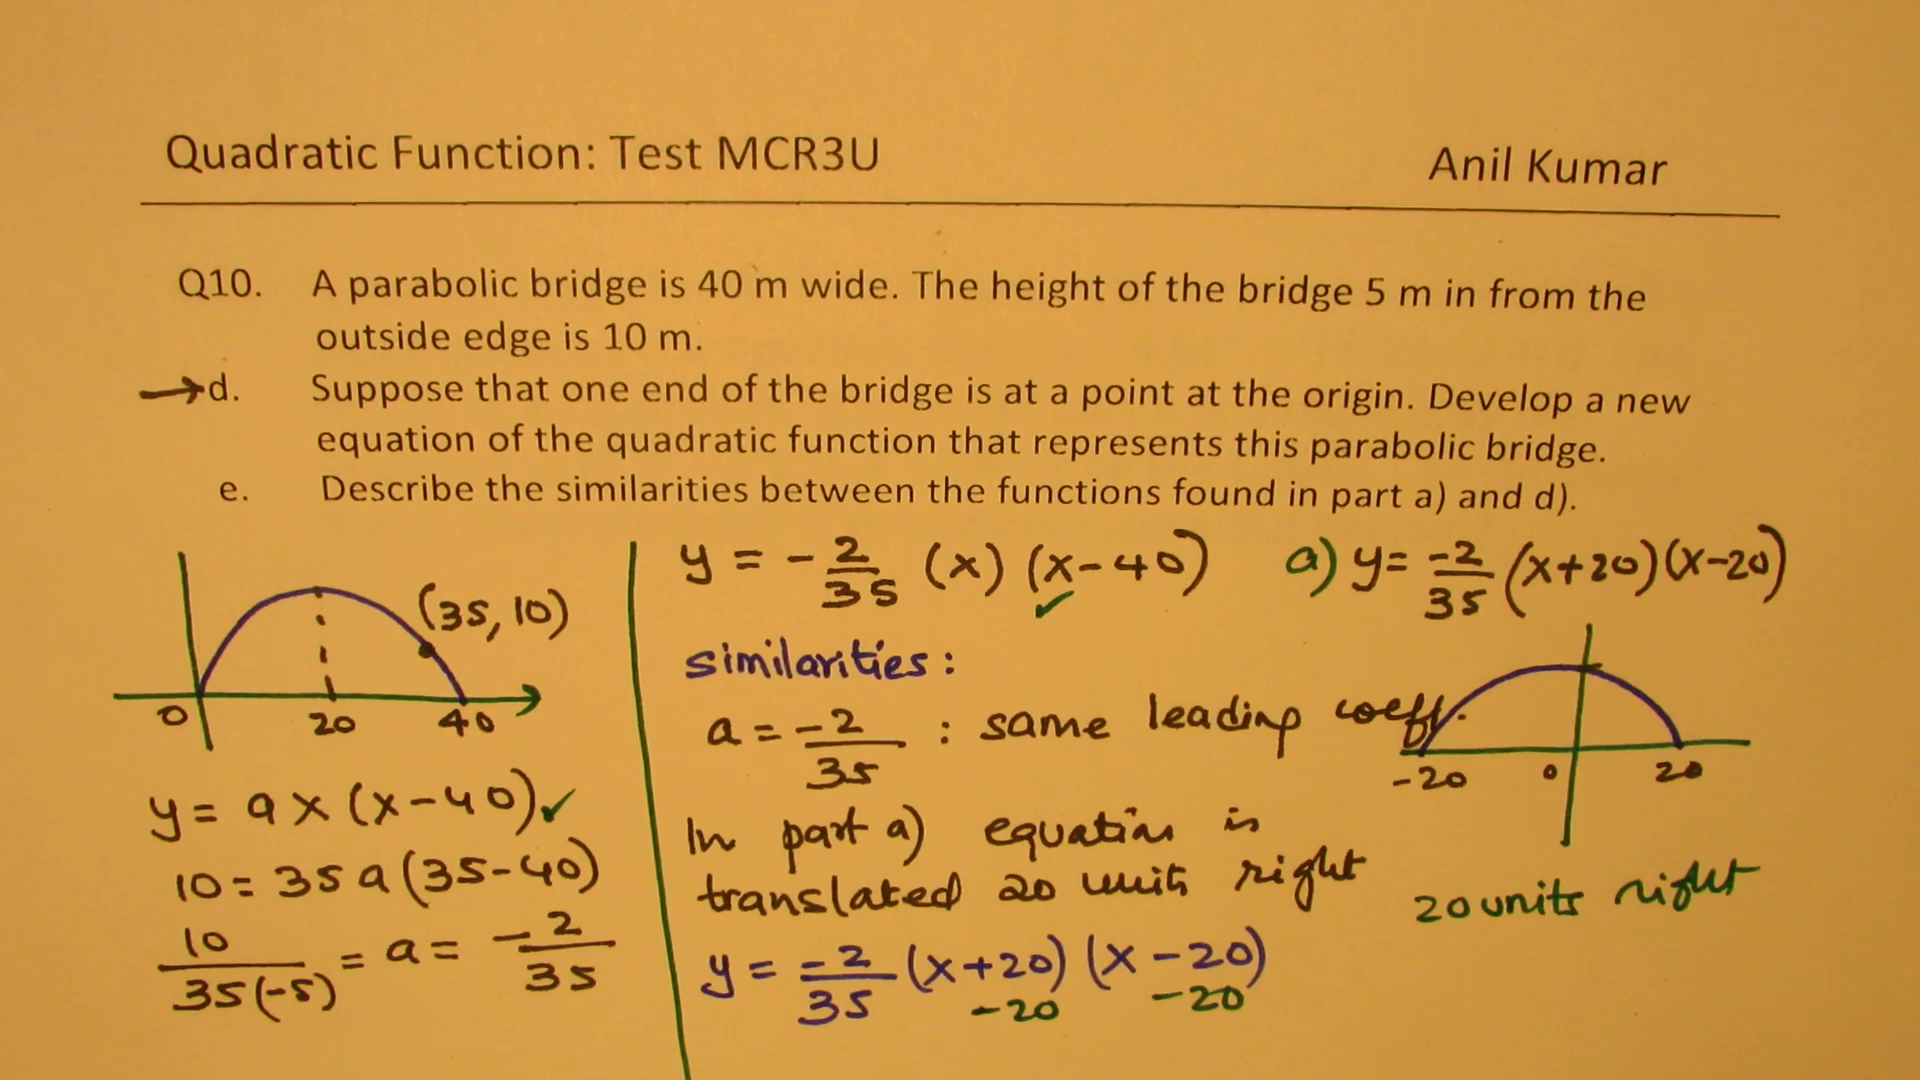 Quadratic Function: Test MCR3U Anil Kumar
Q10. A parabolic bridge is 40 m wide. The height of the bridge 5 m in from the
outside edge is 10 m.
→ d. Suppose that one end of the bridge is at a point at the origin. Develop a new
equation of the quadratic function that represents this parabolic bridge.
e. Describe the similarities between the functions found in part a) and d).
(35, 10)
0 20 40
y = a x (x-40) ✓
10 = 35 a (35-40)
10/35(-5) = a = -2/35
y = -2/35 (x) (x-40) ✓
similarities:
a = -2/35 : same leading coeff.
In part a) equation is
translated 20 units right
y = -2/35 (x+20) (x-20)
-20 -20
a) y = -2/35 (x+20)(x-20)
-20 0 20
20 units right